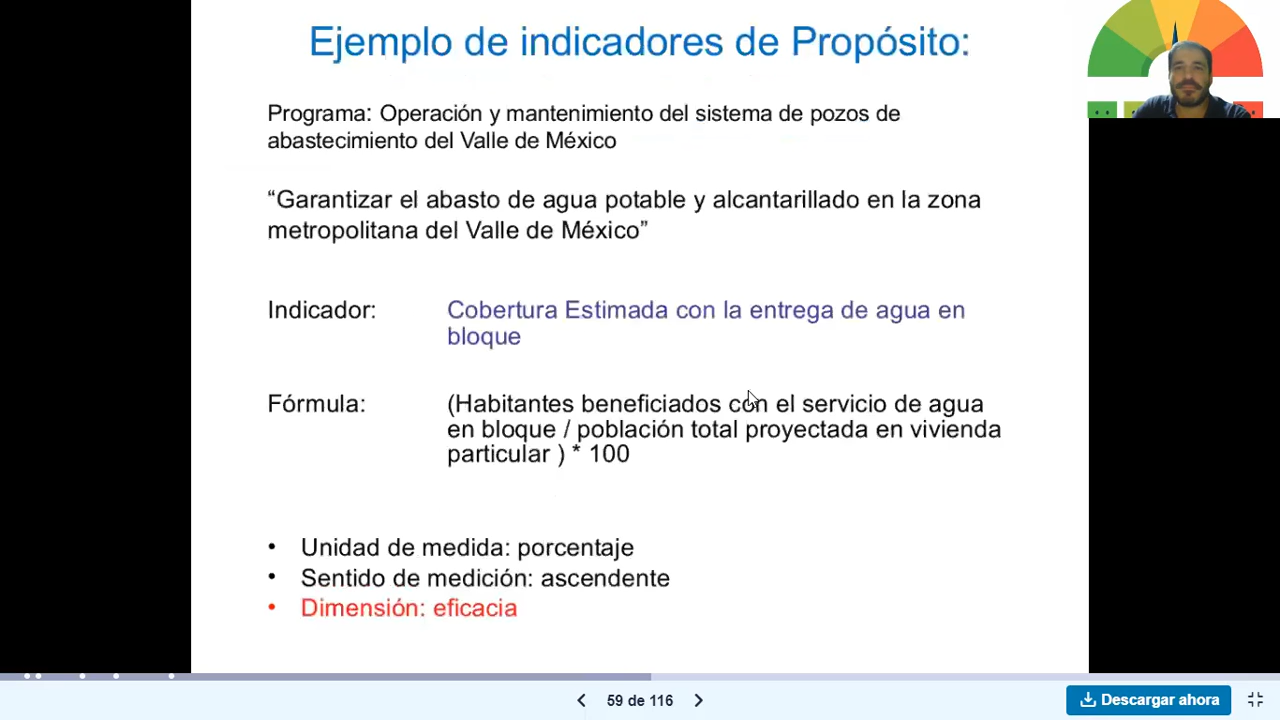 Ejemplo de indicadores de Propósito:
Programa: Operación y mantenimiento del sistema de pozos de
abastecimiento del Valle de México
“Garantizar el abasto de agua potable y alcantarillado en la zona
metropolitana del Valle de México”
Indicador: Cobertura Estimada con la entrega de agua en
bloque
Fórmula: (Habitantes beneficiados con el servicio de agua
en bloque / población total proyectada en vivienda
particular ) * 100
• Unidad de medida: porcentaje
• Sentido de medición: ascendente
• Dimensión: eficacia
59 de 116
Descargar ahora